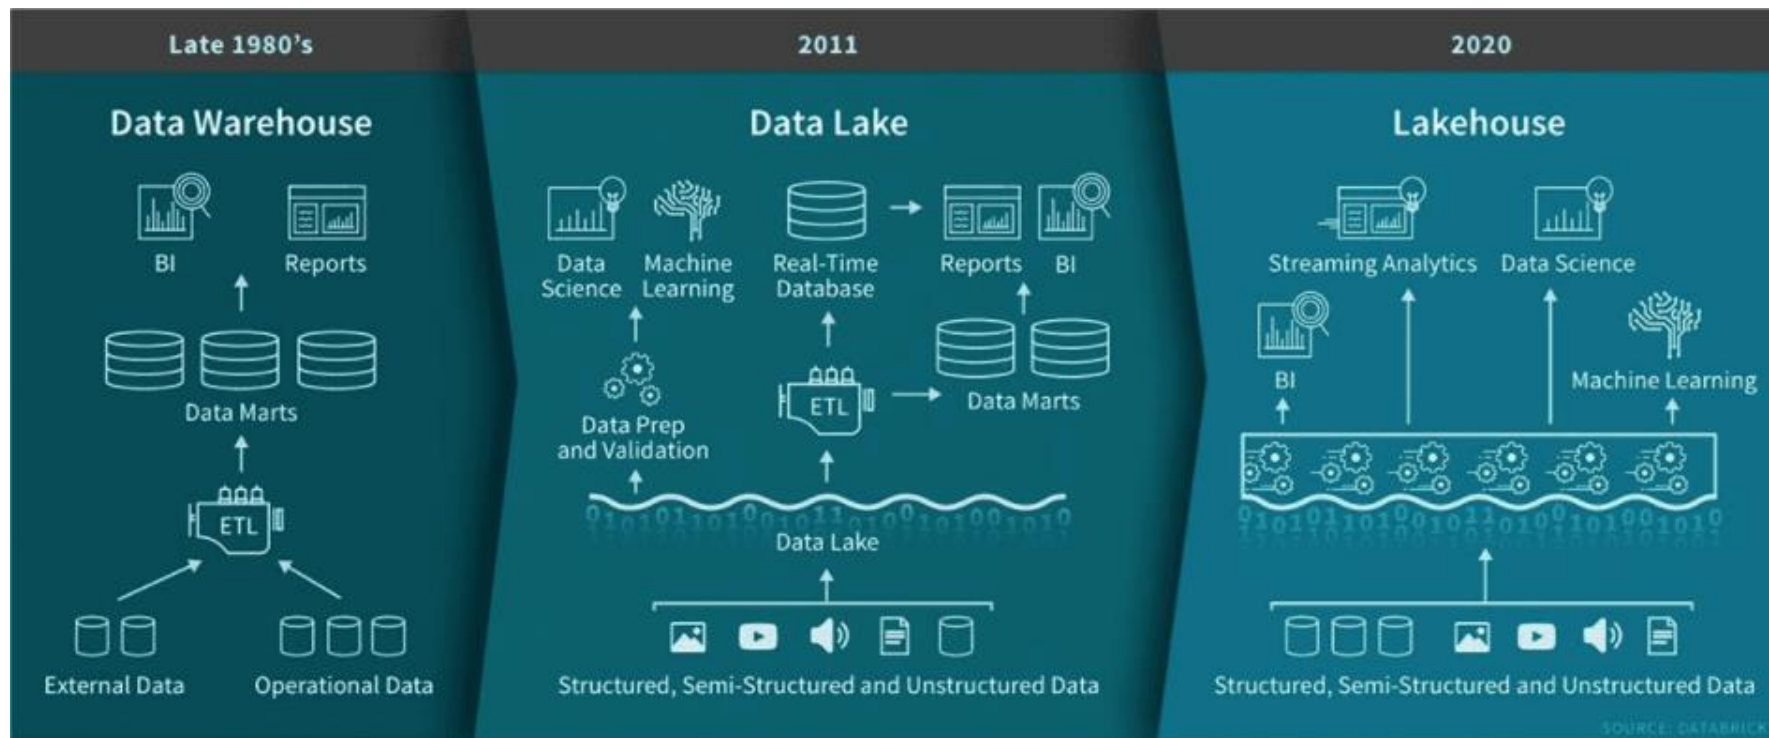 Late 1980's
Data Warehouse
BI
Reports
Data Marts
ETL
External Data
Operational Data
2011
Data Lake
Data
Science
Machine
Learning
Real-Time
Database
Reports
BI
Data Prep
and Validation
ETL
Data Marts
Data Lake
Structured, Semi-Structured and Unstructured Data
2020
Lakehouse
Streaming Analytics
Data Science
BI
Machine Learning
Structured, Semi-Structured and Unstructured Data
SOURCE: DATABRICK